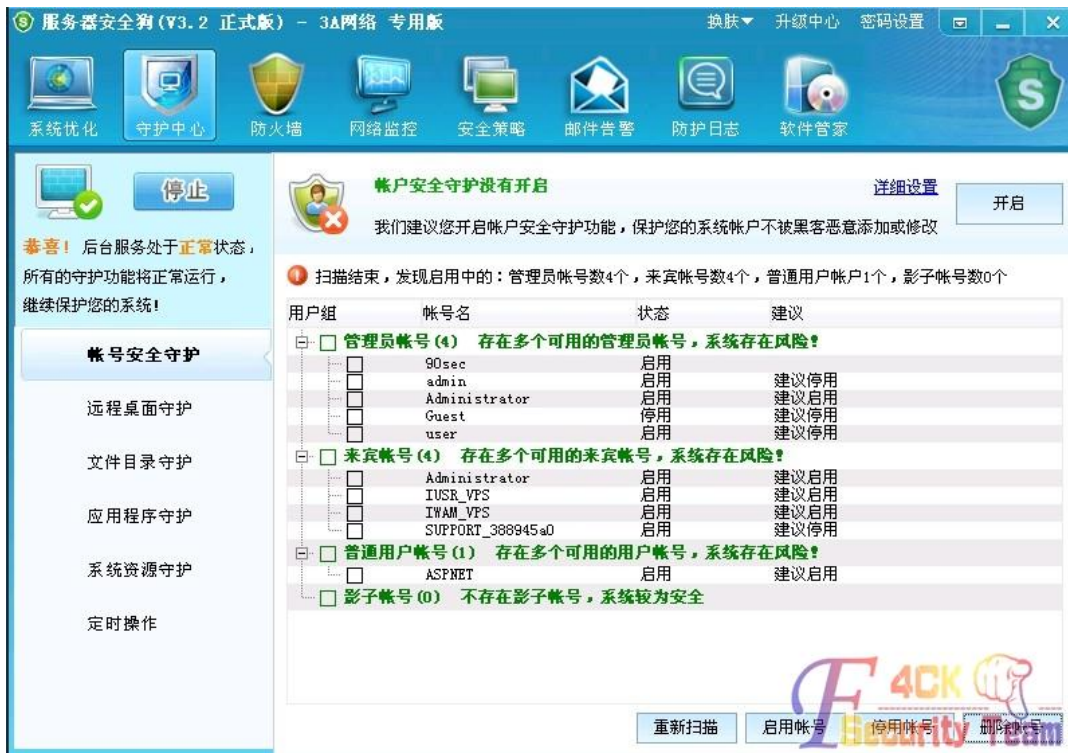 服务器安全狗(V3.2 正式版) - 3A网络 专用版
换肤▼ 升级中心 密码设置
系统优化 守护中心 防火墙 网络监控 安全策略 邮件告警 防护日志 软件管家
停止
恭喜! 后台服务处于正常状态,
所有的守护功能将正常运行,
继续保护您的系统!
帐号安全守护
远程桌面守护
文件目录守护
应用程序守护
系统资源守护
定时操作
帐户安全守护没有开启
详细设置
开启
我们建议您开启帐户安全守护功能,保护您的系统帐户不被黑客恶意添加或修改
扫描结束,发现启用中的:管理员帐号数4个,来宾帐号数4个,普通用户帐户1个,影子帐号数0个
用户组 帐号名 状态 建议
管理员帐号(4) 存在多个可用的管理员帐号,系统存在风险!
90sec 启用
admin 启用 建议停用
Administrator 启用 建议启用
Guest 停用 建议停用
user 启用 建议停用
来宾帐号(4) 存在多个可用的来宾帐号,系统存在风险!
Administrator 启用 建议启用
IUSR_VPS 启用 建议启用
IWAM_VPS 启用 建议启用
SUPPORT_388945a0 启用 建议停用
普通用户帐号(1) 存在多个可用的用户帐号,系统存在风险!
ASPNET 启用 建议启用
影子帐号(0) 不存在影子帐号,系统较为安全
重新扫描 启用帐号 停用帐号 删除帐号
F4CK
Security Team